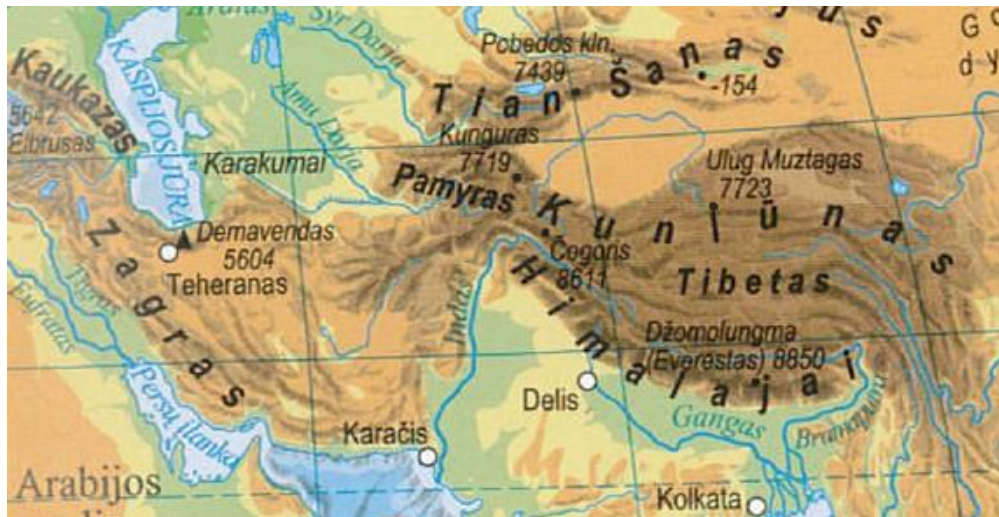 Aralas
Syr Darja
Pobedos kln.
7439
Tian Šanas
-154
G
d y
Kaukazas
5642
Elbrusas
KASPIJOS JŪRA
Amu Darja
Karakumai
Kunguras
7719
Pamyras
Ulug Muztagas
7723
Kuniūnas
Čogoris
8611
Tibetas
Demavendas
5604
Teheranas
Zagras
Tigras
Eufratas
Indas
Himalajai
Džomolungma
(Everestas) 8850
Delis
Gangas
Persų įlanka
Karačis
Kolkata
Arabijos